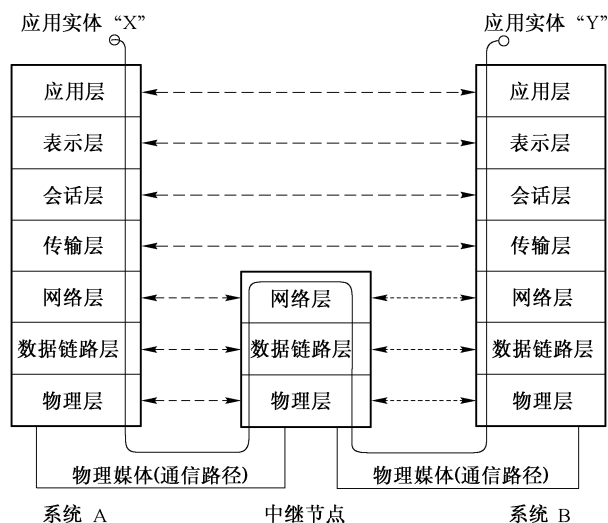 应用实体“X”
应用实体“Y”
应用层
应用层
表示层
表示层
会话层
会话层
传输层
传输层
网络层
网络层
网络层
数据链路层
数据链路层
数据链路层
物理层
物理层
物理层
物理媒体(通信路径)
物理媒体(通信路径)
系统 A
中继节点
系统 B